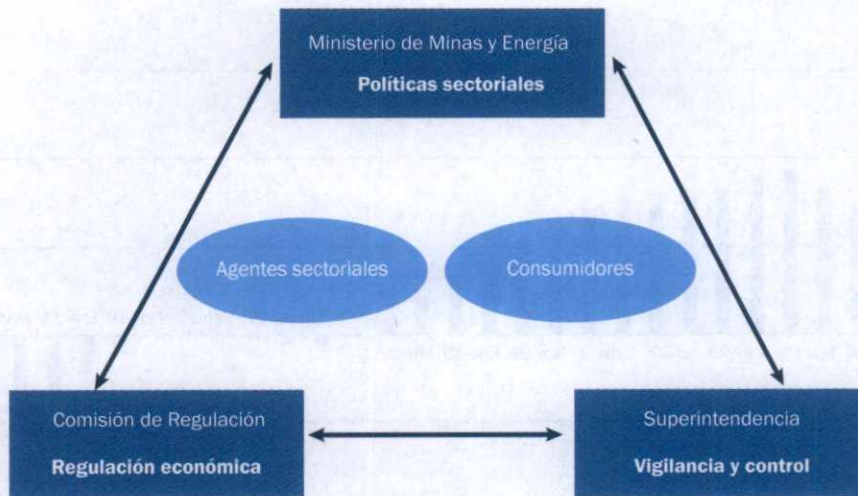 Ministerio de Minas y Energía
Políticas sectoriales
Agentes sectoriales
Consumidores
Comisión de Regulación
Regulación económica
Superintendencia
Vigilancia y control